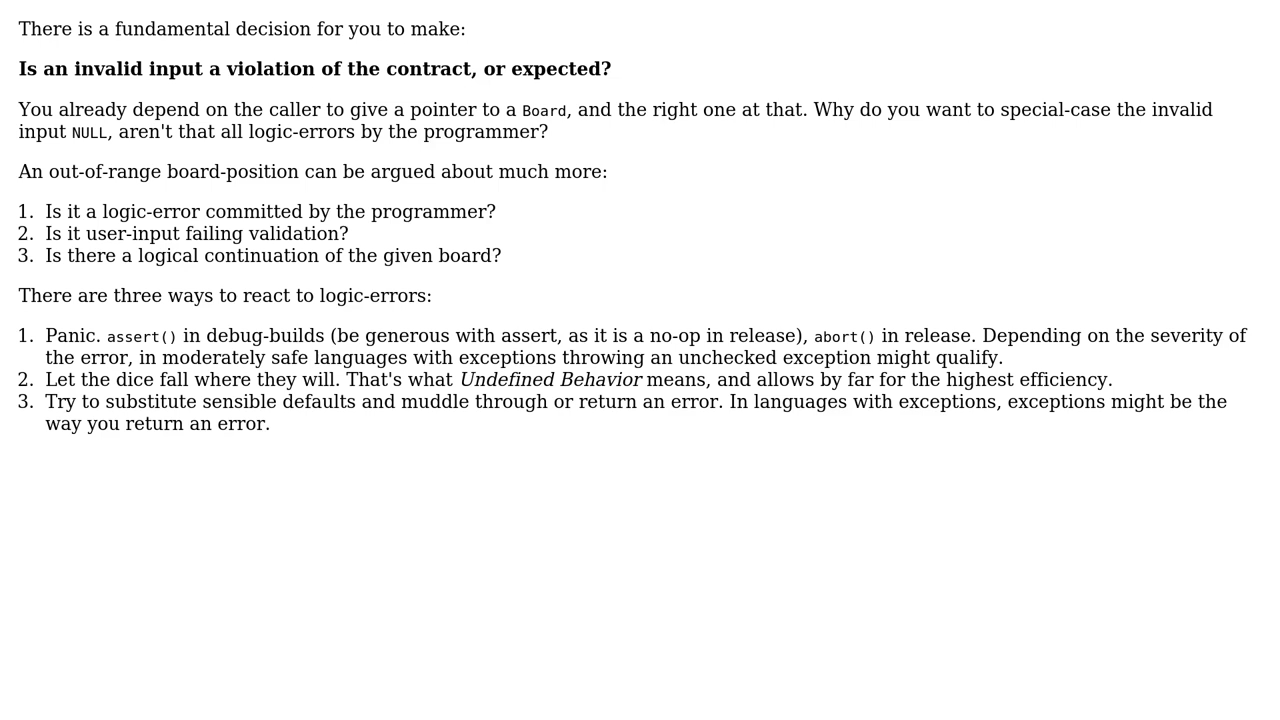 There is a fundamental decision for you to make:
Is an invalid input a violation of the contract, or expected?
You already depend on the caller to give a pointer to a Board, and the right one at that. Why do you want to special-case the invalid
input NULL, aren't that all logic-errors by the programmer?
An out-of-range board-position can be argued about much more:
1. Is it a logic-error committed by the programmer?
2. Is it user-input failing validation?
3. Is there a logical continuation of the given board?
There are three ways to react to logic-errors:
1. Panic. assert() in debug-builds (be generous with assert, as it is a no-op in release), abort() in release. Depending on the severity of
the error, in moderately safe languages with exceptions throwing an unchecked exception might qualify.
2. Let the dice fall where they will. That's what Undefined Behavior means, and allows by far for the highest efficiency.
3. Try to substitute sensible defaults and muddle through or return an error. In languages with exceptions, exceptions might be the
way you return an error.